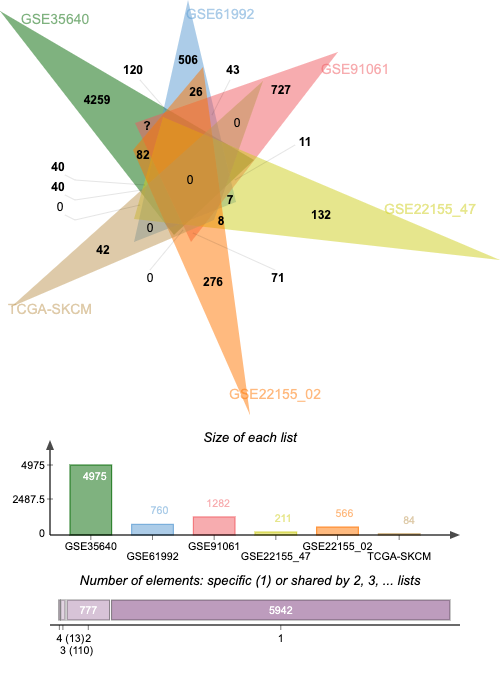 GSE35640
GSE61992
GSE91061
GSE22155_47
GSE22155_02
TCGA-SKCM
506
120
43
26
727
4259
?
0
11
82
40
40
0
0
7
132
8
0
42
0
71
276
Size of each list
4975
2487.5
0
4975
760
1282
211
566
84
GSE35640
GSE61992
GSE91061
GSE22155_47
GSE22155_02
TCGA-SKCM
Number of elements: specific (1) or shared by 2, 3, ... lists
777
5942
4 (13)
2
1
3 (110)